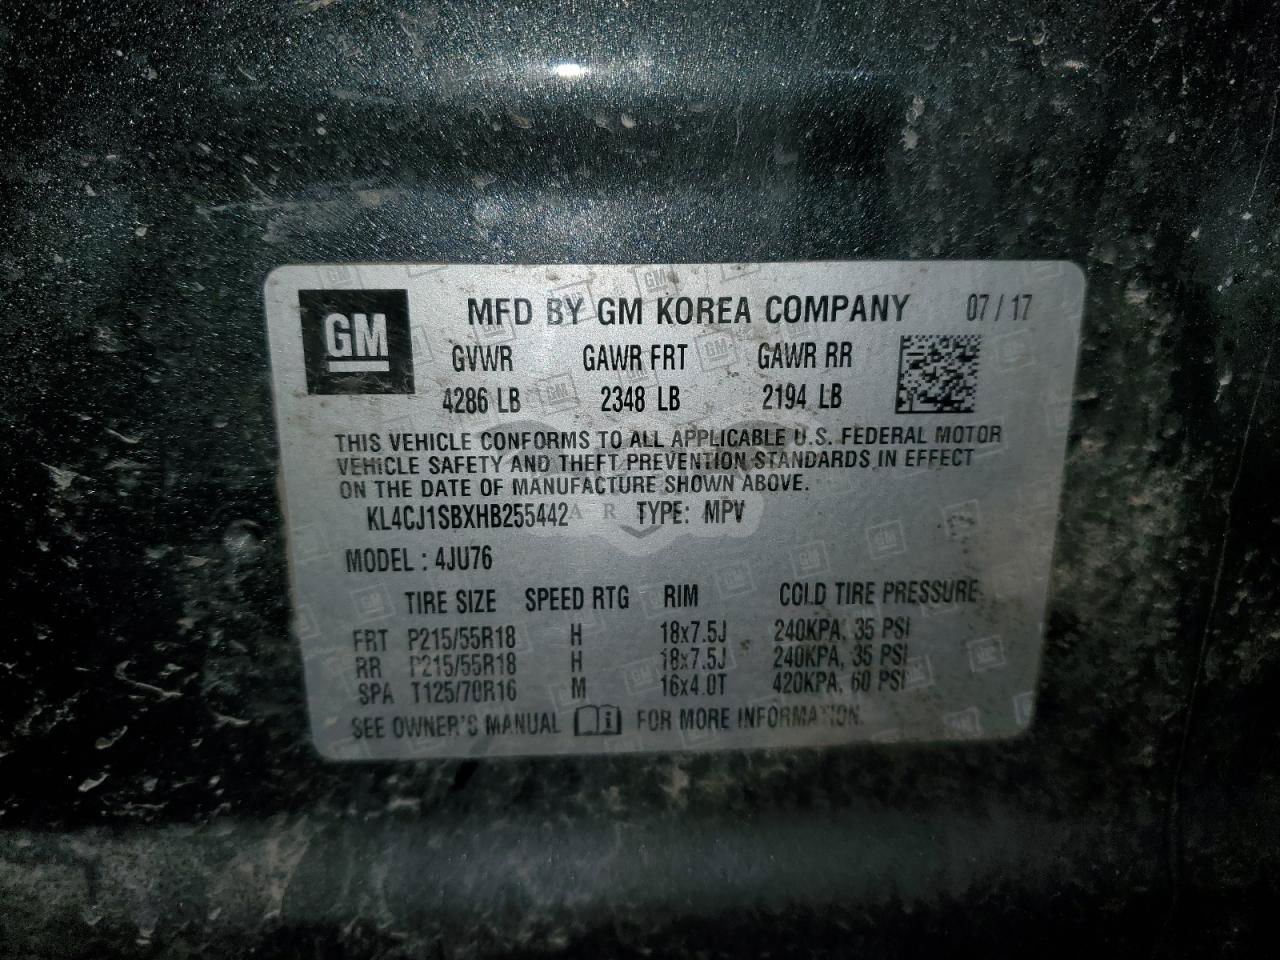 GM
MFD BY GM KOREA COMPANY 07 / 17
GVWR GAWR FRT GAWR RR
4286 LB 2348 LB 2194 LB
THIS VEHICLE CONFORMS TO ALL APPLICABLE U.S. FEDERAL MOTOR
VEHICLE SAFETY AND THEFT PREVENTION STANDARDS IN EFFECT
ON THE DATE OF MANUFACTURE SHOWN ABOVE.
KL4CJ1SBXHB255442 TYPE: MPV
MODEL : 4JU76
TIRE SIZE SPEED RTG RIM COLD TIRE PRESSURE
FRT P215/55R18 H 18x7.5J 240KPA, 35 PSI
RR P215/55R18 H 18x7.5J 240KPA, 35 PSI
SPA T125/70R16 M 16x4.0T 420KPA, 60 PSI
SEE OWNER'S MANUAL FOR MORE INFORMATION.